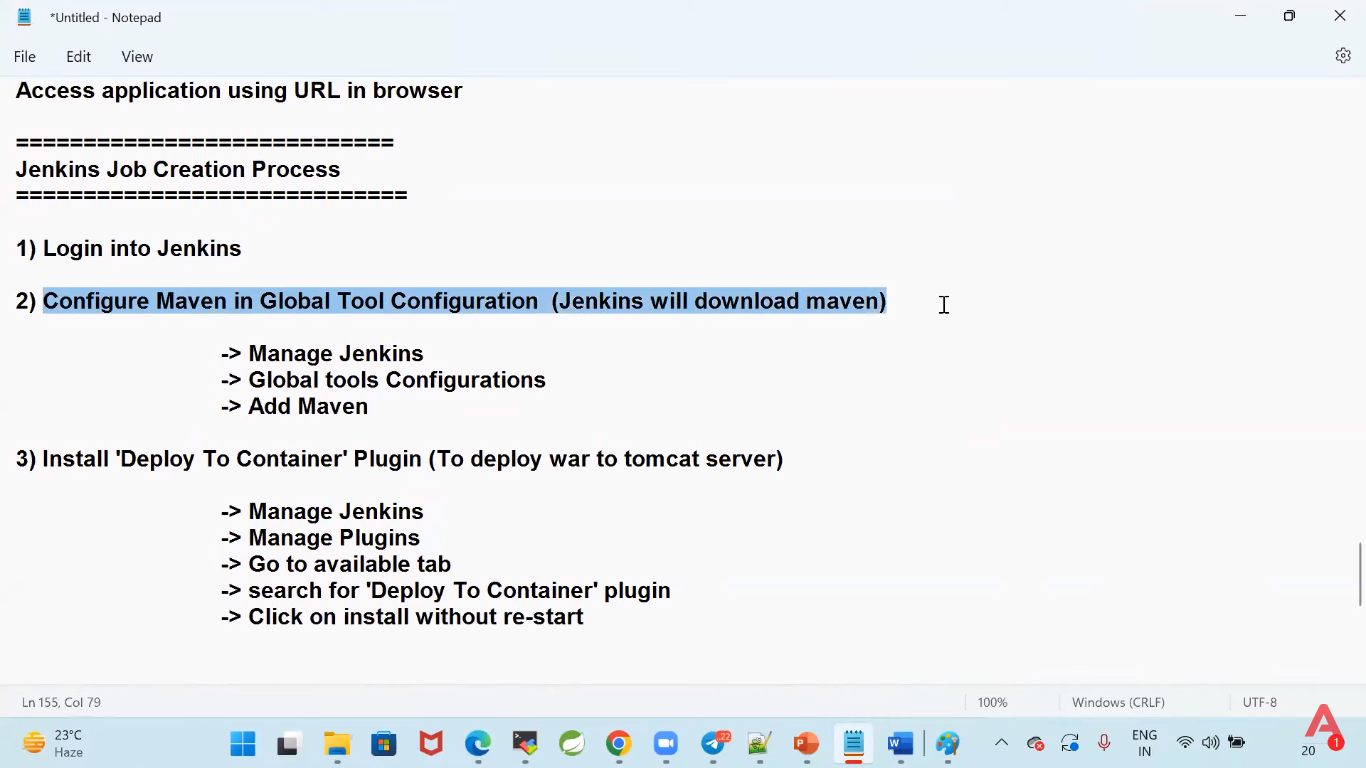 *Untitled - Notepad
File Edit View
Access application using URL in browser
============================
Jenkins Job Creation Process
=============================
1) Login into Jenkins
2) Configure Maven in Global Tool Configuration  (Jenkins will download maven)
-> Manage Jenkins
-> Global tools Configurations
-> Add Maven
3) Install 'Deploy To Container' Plugin (To deploy war to tomcat server)
-> Manage Jenkins
-> Manage Plugins
-> Go to available tab
-> search for 'Deploy To Container' plugin
-> Click on install without re-start
Ln 155, Col 79 100% Windows (CRLF) UTF-8
23°C
Haze
22
W
P
W
ENG
IN
20
1